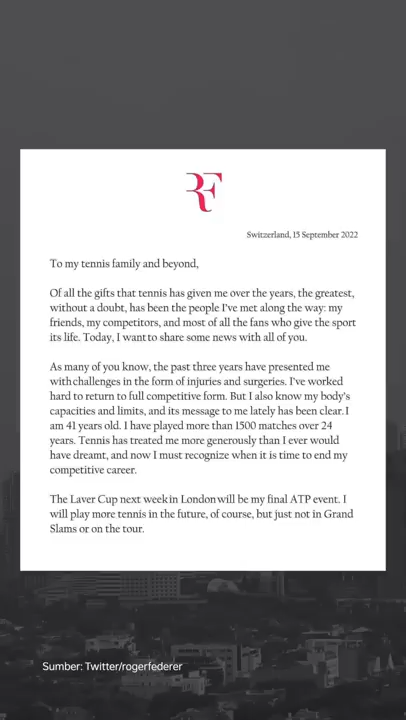 RF
Switzerland, 15 September 2022
To my tennis family and beyond,
Of all the gifts that tennis has given me over the years, the greatest,
without a doubt, has been the people I've met along the way: my
friends, my competitors, and most of all the fans who give the sport
its life. Today, I want to share some news with all of you.
As many of you know, the past three years have presented me
with challenges in the form of injuries and surgeries. I've worked
hard to return to full competitive form. But I also know my body's
capacities and limits, and its message to me lately has been clear. I
am 41 years old. I have played more than 1500 matches over 24
years. Tennis has treated me more generously than I ever would
have dreamt, and now I must recognize when it is time to end my
competitive career.
The Laver Cup next week in London will be my final ATP event. I
will play more tennis in the future, of course, but just not in Grand
Slams or on the tour.
Sumber: Twitter/rogerfederer